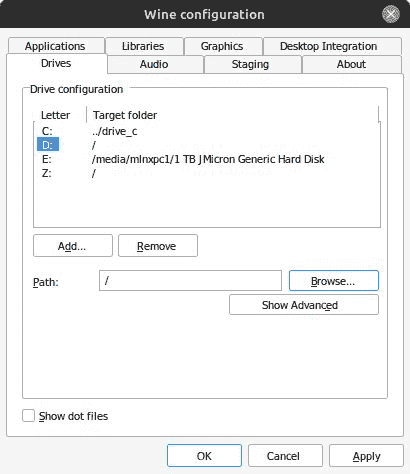 Wine configuration
Applications Libraries Graphics Desktop Integration
Drives Audio Staging About
Drive configuration
Letter Target folder
C: ../drive_c
D: /
E: /media/mlnxpc1/1 TB JMicron Generic Hard Disk
Z: /
Add... Remove
Path: / Browse...
Show Advanced
Show dot files
OK Cancel Apply